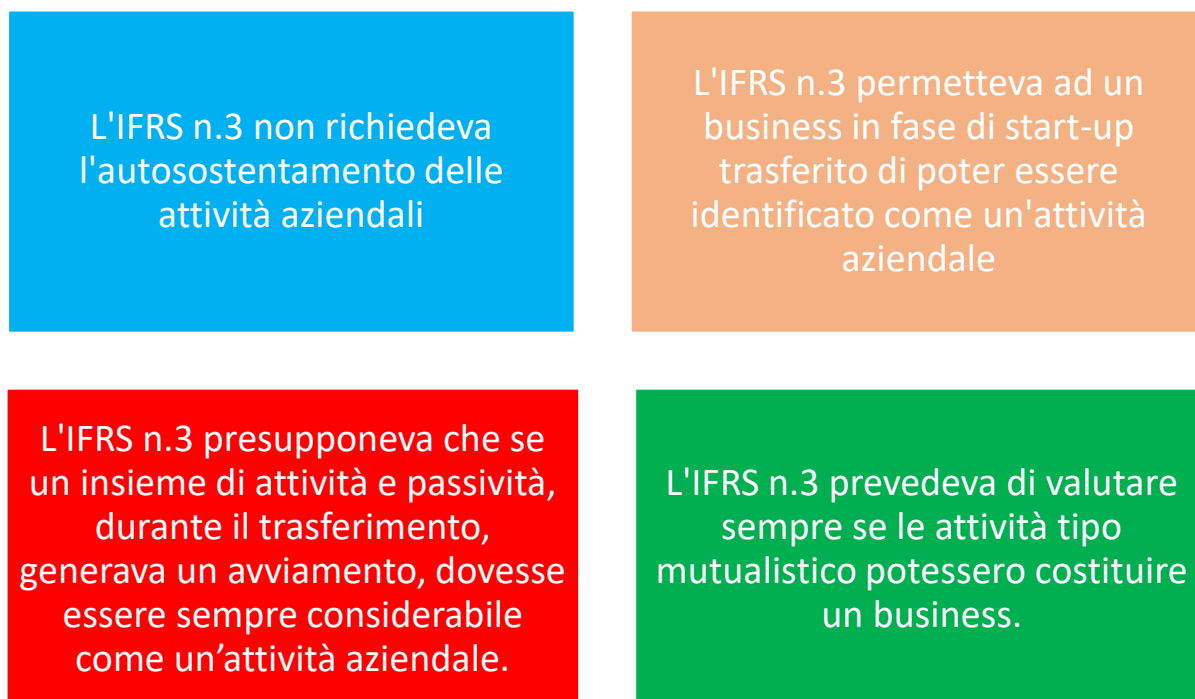 L'IFRS n.3 non richiedeva
l'autosostentamento delle
attività aziendali
L'IFRS n.3 permetteva ad un
business in fase di start-up
trasferito di poter essere
identificato come un'attività
aziendale
L'IFRS n.3 presupponeva che se
un insieme di attività e passività,
durante il trasferimento,
generava un avviamento, dovesse
essere sempre considerabile
come un’attività aziendale.
L'IFRS n.3 prevedeva di valutare
sempre se le attività tipo
mutualistico potessero costituire
un business.